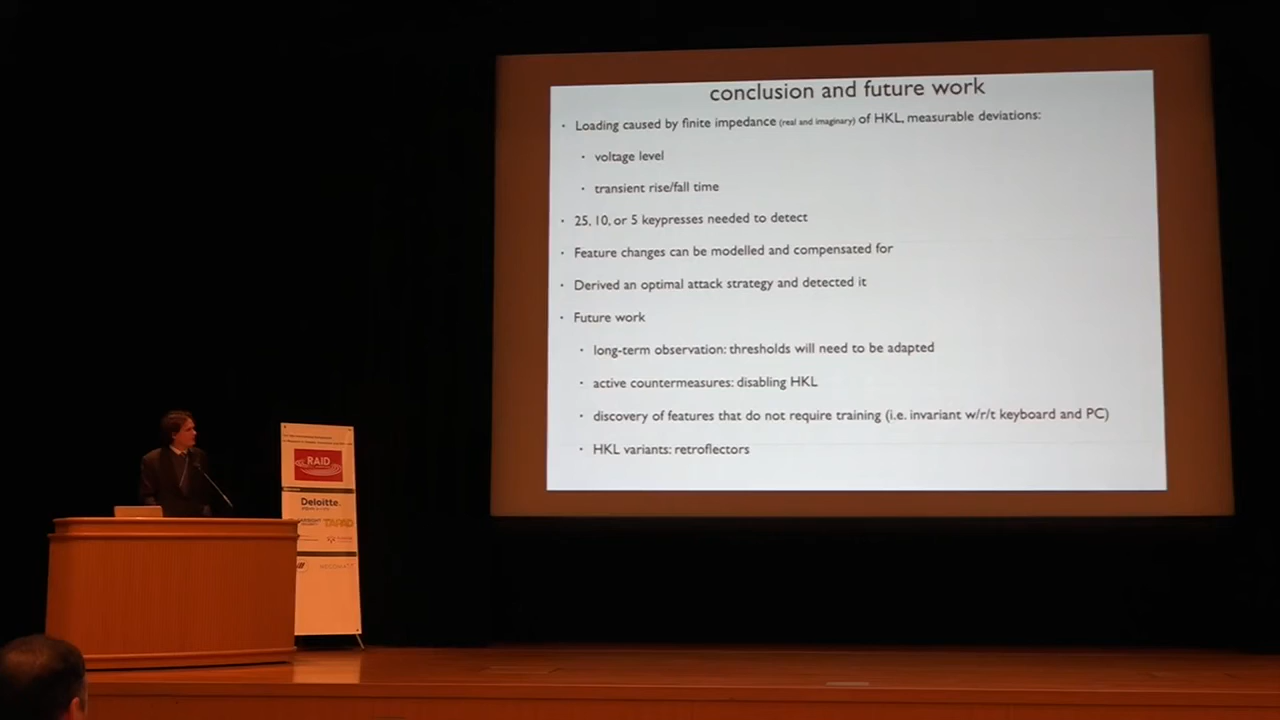 conclusion and future work
· Loading caused by finite impedance (real and imaginary) of HKL, measurable deviations:
· voltage level
· transient rise/fall time
· 25, 10, or 5 keypresses needed to detect
· Feature changes can be modelled and compensated for
· Derived an optimal attack strategy and detected it
· Future work
· long-term observation: thresholds will need to be adapted
· active countermeasures: disabling HKL
· discovery of features that do not require training (i.e. invariant w/r/t keyboard and PC)
· HKL variants: retroflectors
RAID
Deloitte.